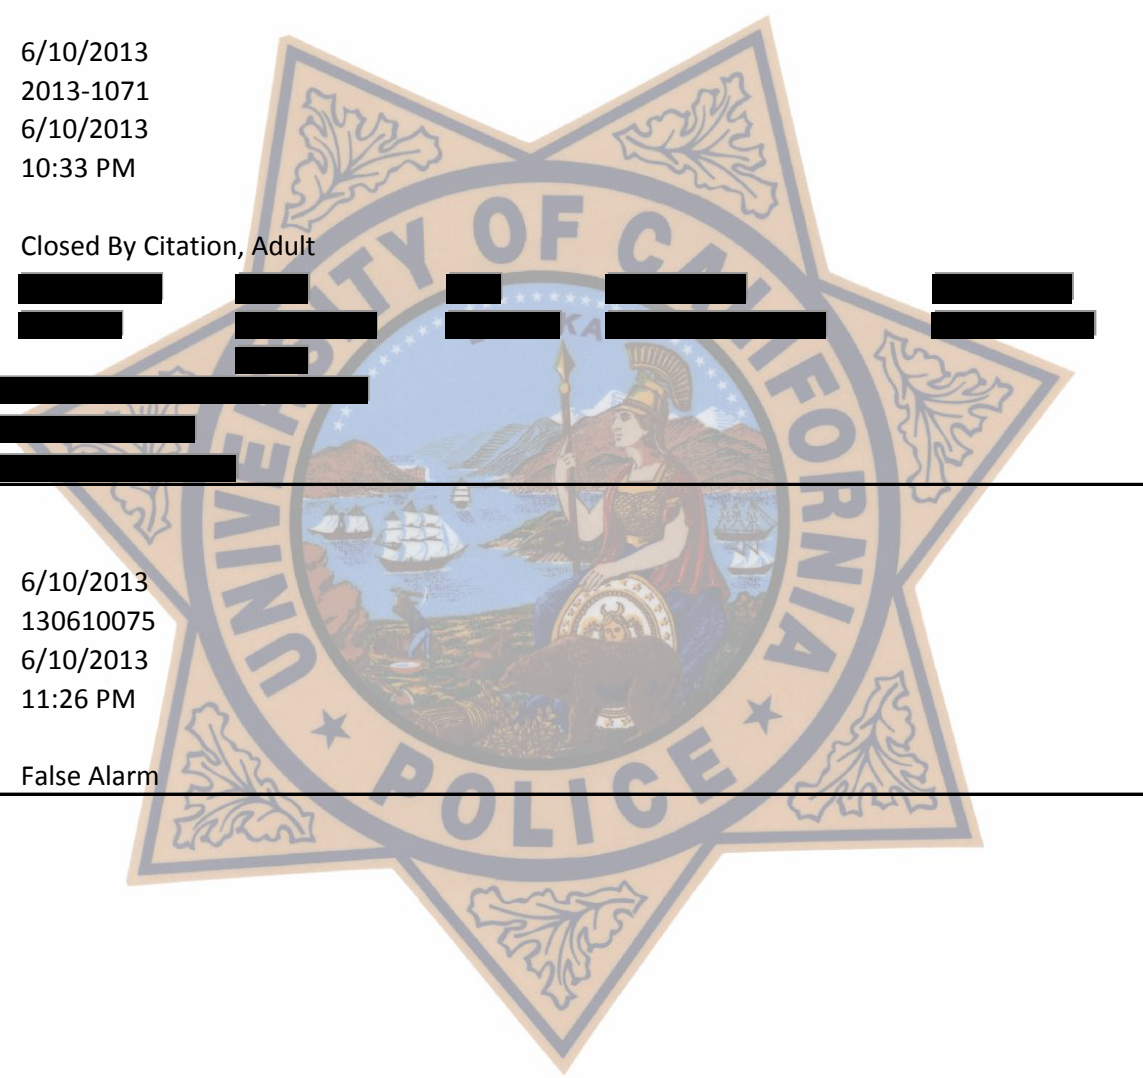 6/10/2013
2013-1071
6/10/2013
10:33 PM
Closed By Citation, Adult
UNIVERSITY OF CALIFORNIA
POLICE
6/10/2013
130610075
6/10/2013
11:26 PM
False Alarm